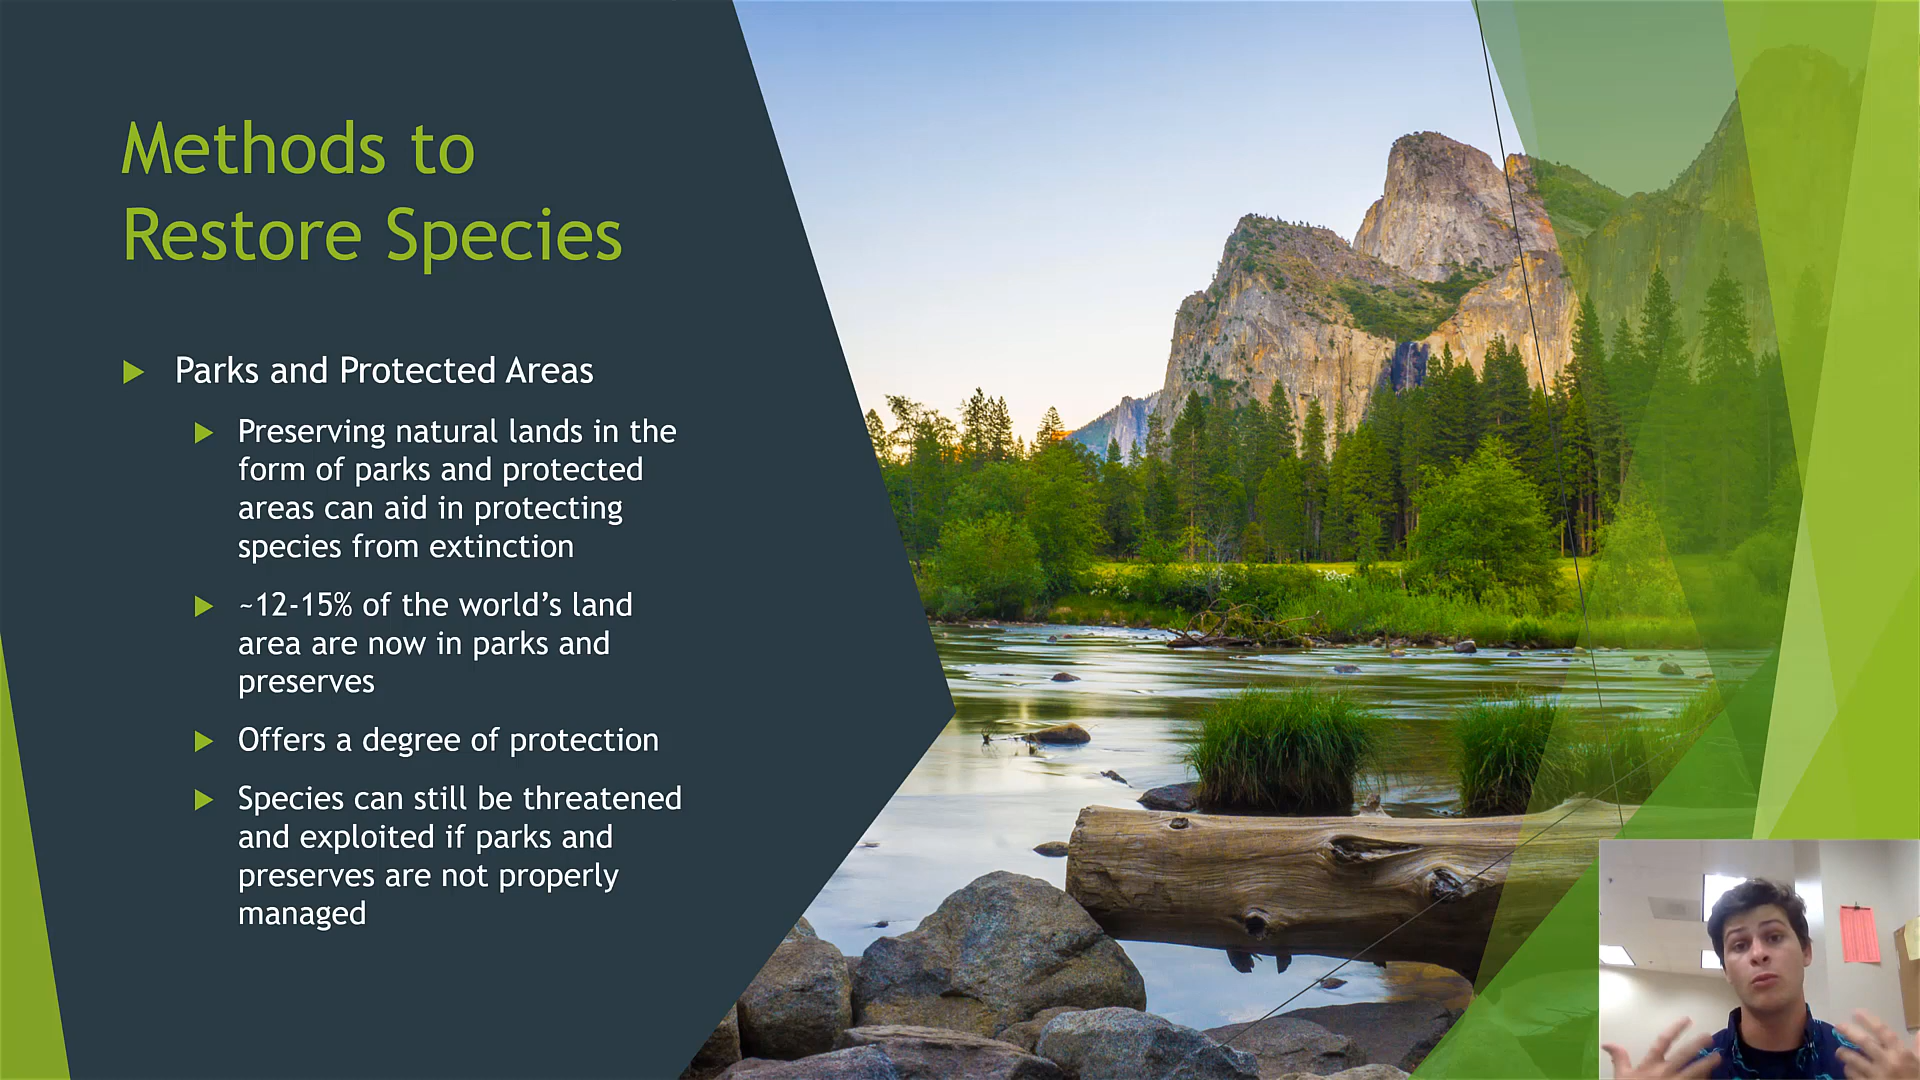 Methods to
Restore Species
Parks and Protected Areas
Preserving natural lands in the
form of parks and protected
areas can aid in protecting
species from extinction
~12-15% of the world’s land
area are now in parks and
preserves
Offers a degree of protection
Species can still be threatened
and exploited if parks and
preserves are not properly
managed